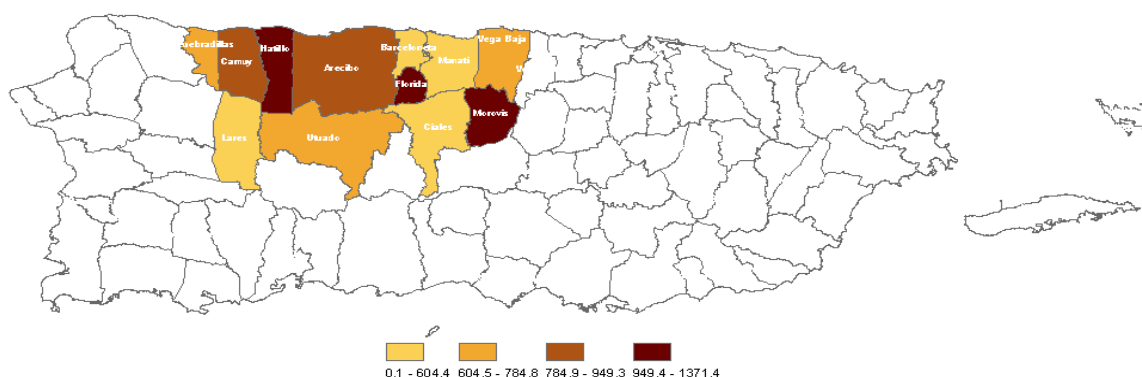 uebradillas
Camuy
Hatillo
Arecibo
Barceloneta
Florida
Manatí
Vega Baja
V
Morovis
Ciales
Utuado
Lares
0.1 - 604.4 604.5 - 784.8 784.9 - 949.3 949.4 - 1371.4